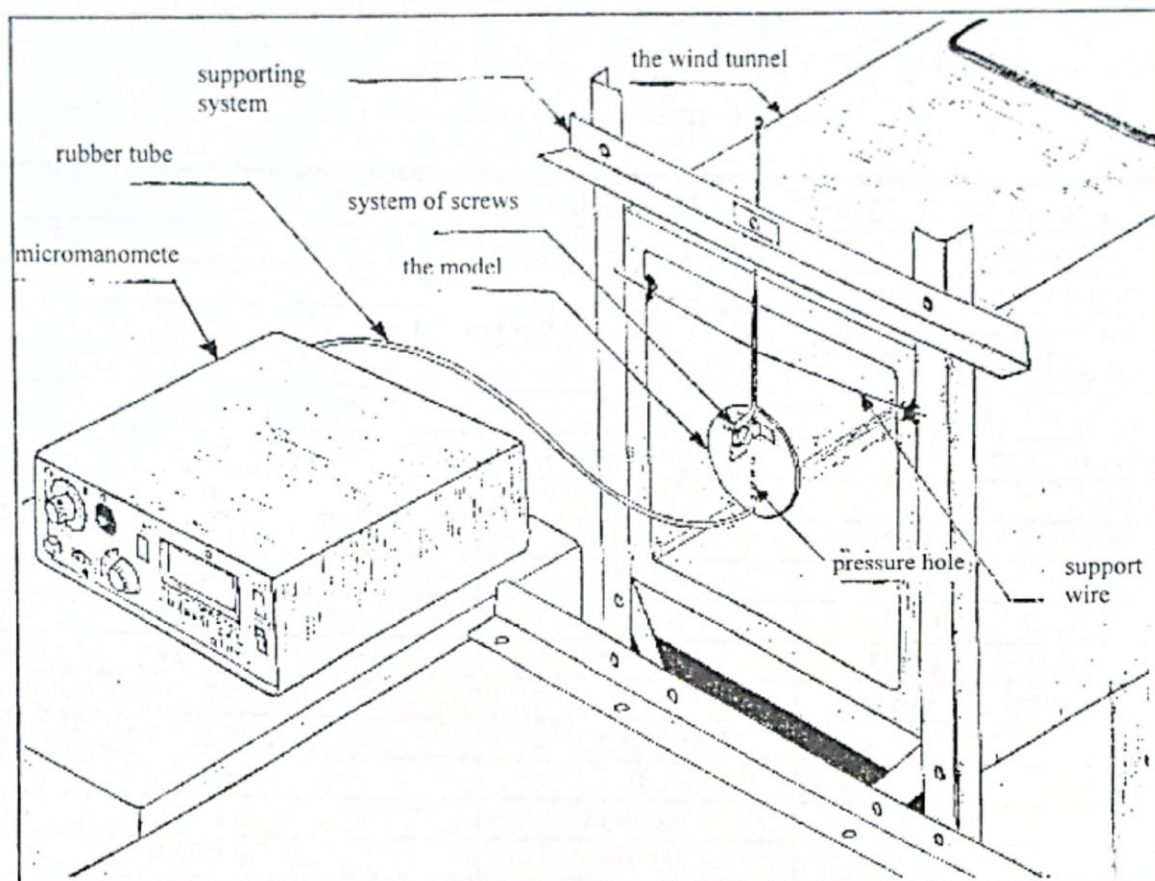 the wind tunnel
supporting
system
rubber tube
system of screws
micromanomete
the model
pressure hole
support
wire